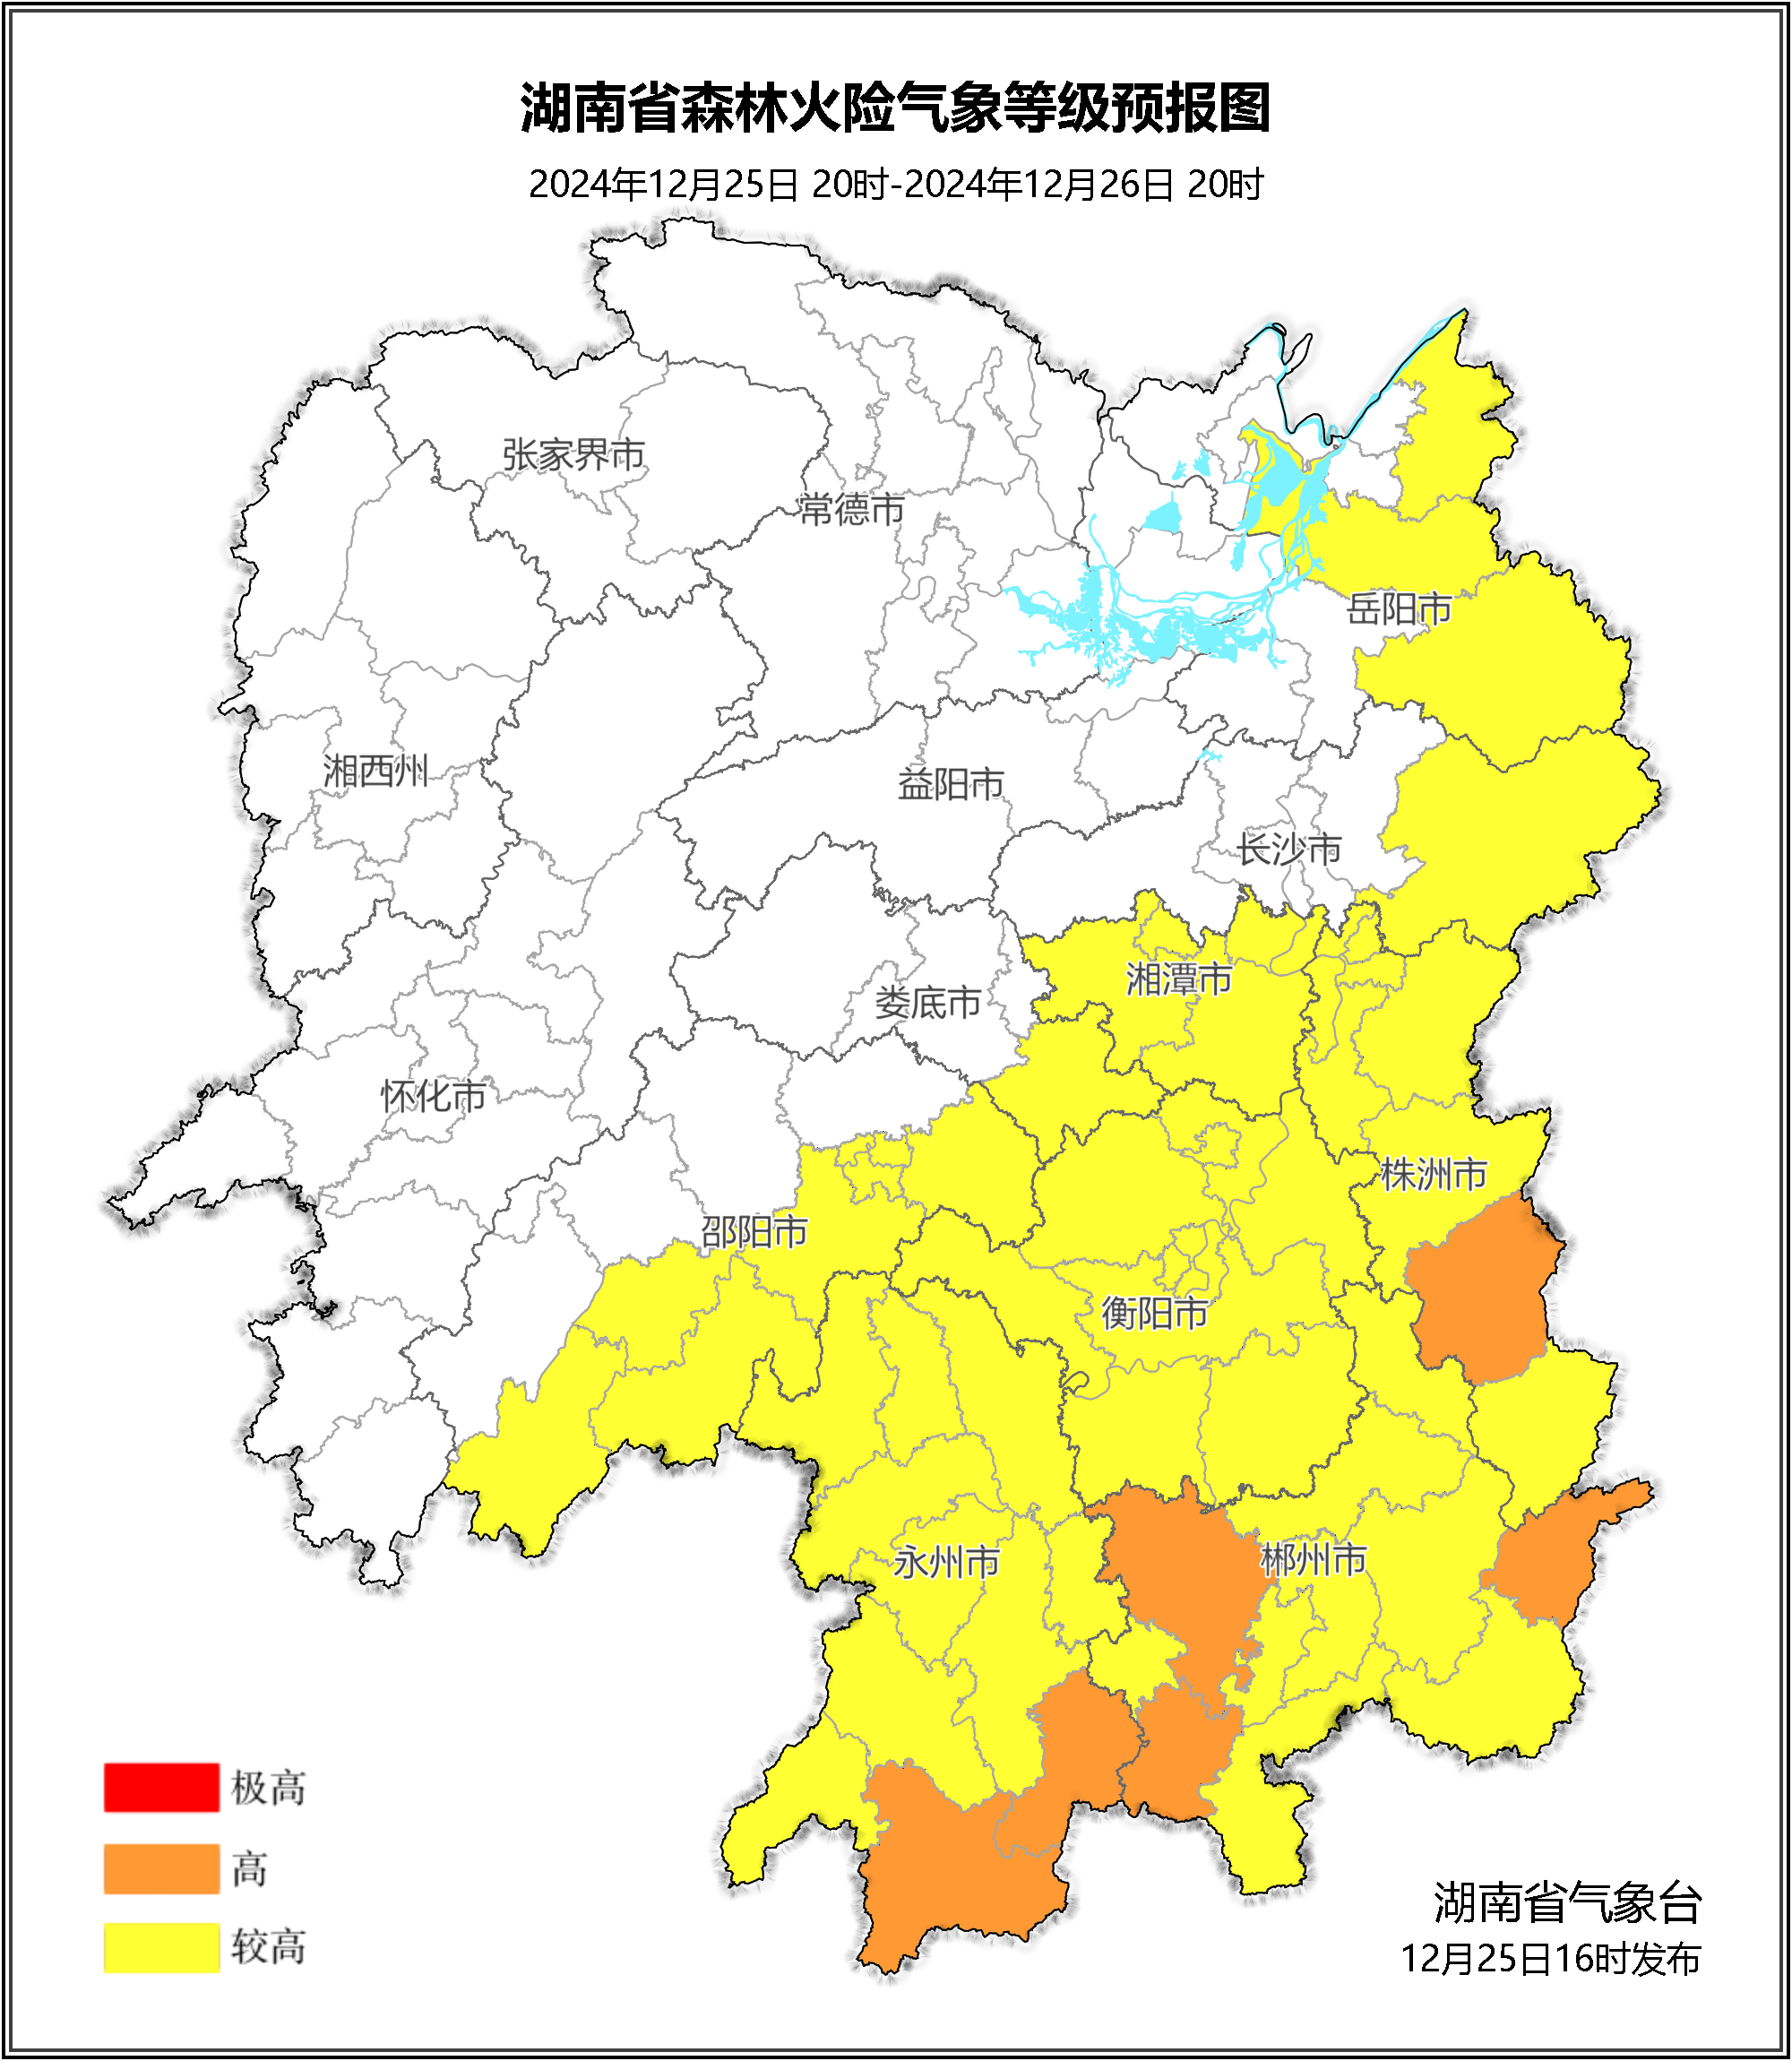 湖南省森林火险气象等级预报图
2024年12月25日 20时-2024年12月26日 20时
张家界市
常德市
岳阳市
湘西州
益阳市
长沙市
湘潭市
娄底市
怀化市
株洲市
邵阳市
衡阳市
永州市
郴州市
极高
高
较高
湖南省气象台
12月25日16时发布